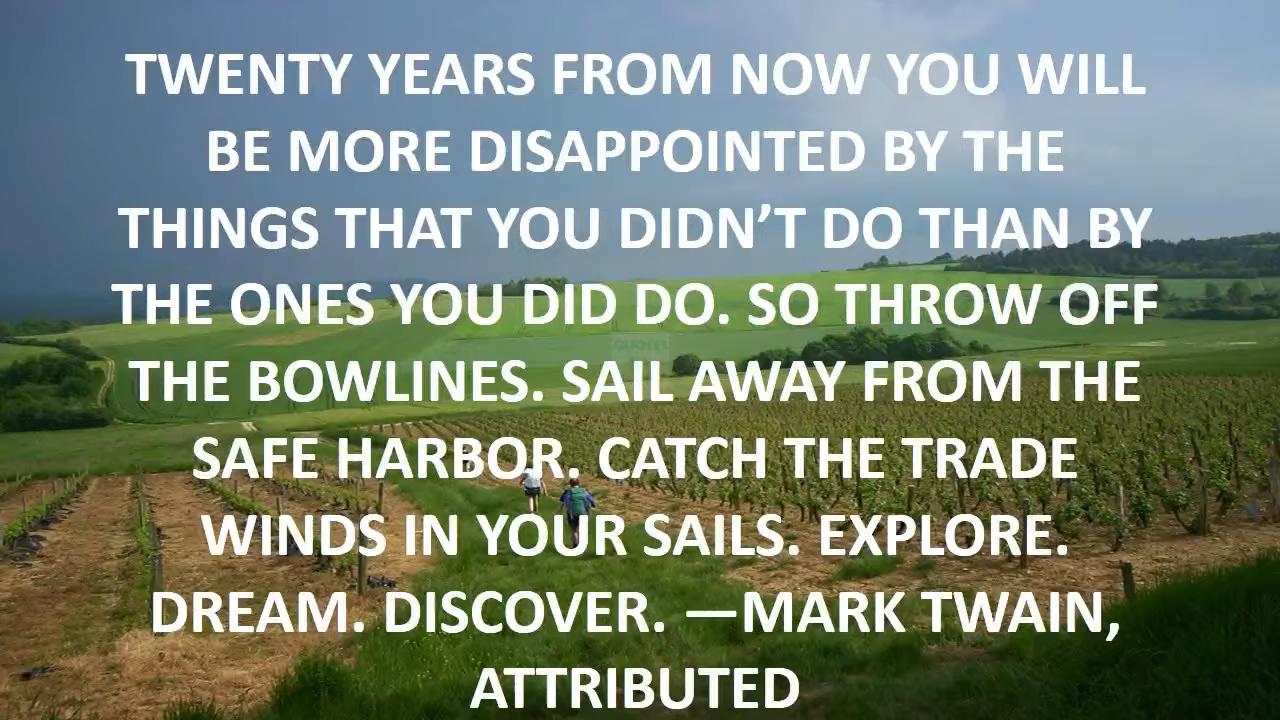 TWENTY YEARS FROM NOW YOU WILL
BE MORE DISAPPOINTED BY THE
THINGS THAT YOU DIDN’T DO THAN BY
THE ONES YOU DID DO. SO THROW OFF
THE BOWLINES. SAIL AWAY FROM THE
SAFE HARBOR. CATCH THE TRADE
WINDS IN YOUR SAILS. EXPLORE.
DREAM. DISCOVER. —MARK TWAIN,
ATTRIBUTED